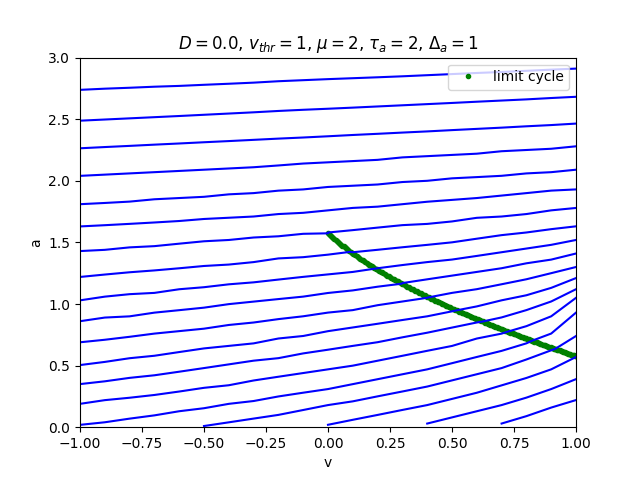 D = 0.0, v_thr = 1, μ = 2, τ_a = 2, Δ_a = 1
limit cycle
3.0
2.5
2.0
1.5
1.0
0.5
0.0
a
−1.00 −0.75 −0.50 −0.25 0.00 0.25 0.50 0.75 1.00
v